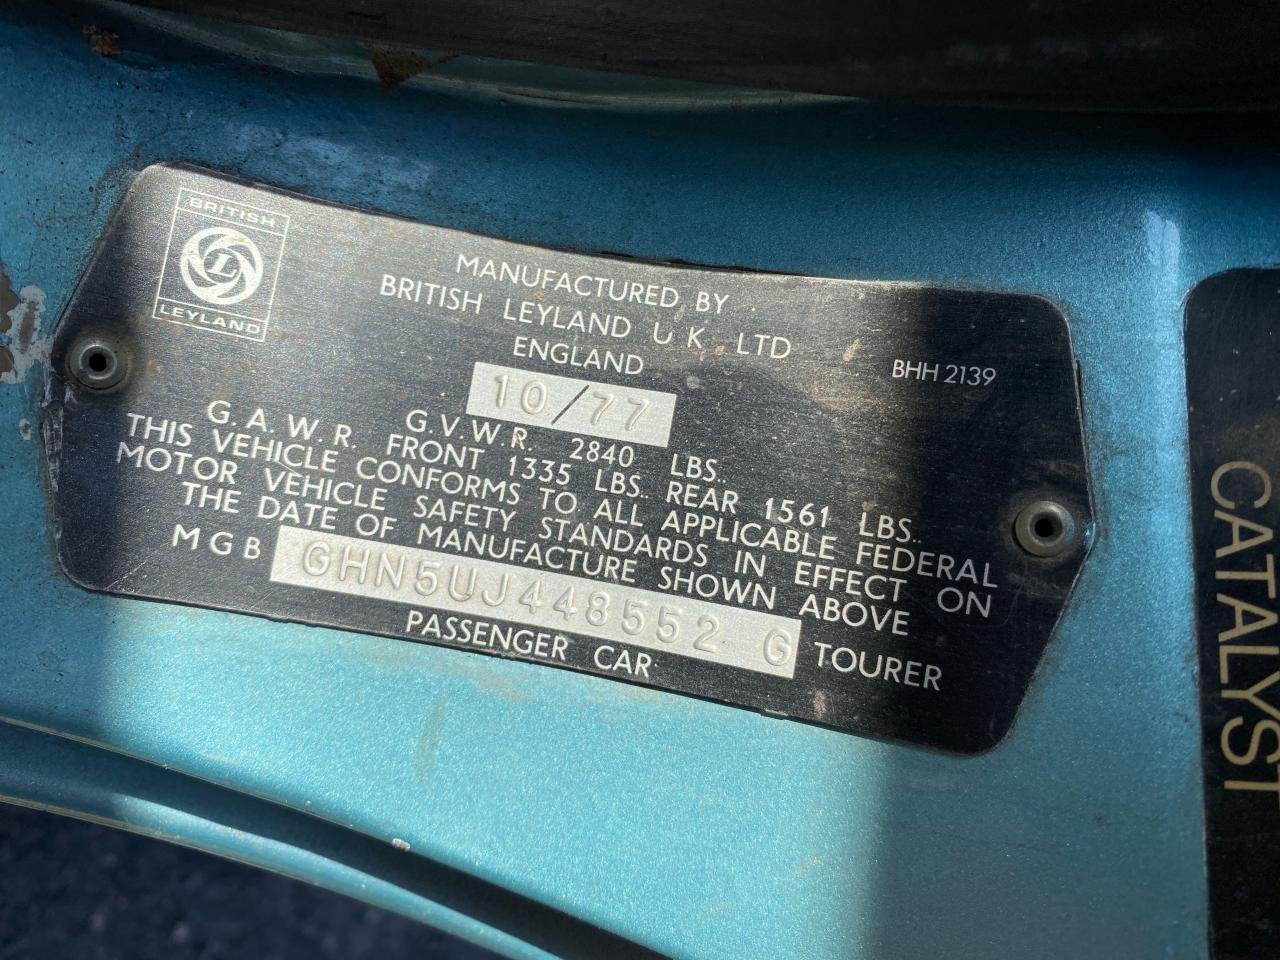 BRITISH
L
LEYLAND
MANUFACTURED BY
BRITISH LEYLAND U K. LTD
ENGLAND
BHH 2139
10/77
G. V. W. R. 2840 LBS..
G. A. W. R. FRONT 1335 LBS.. REAR 1561 LBS..
THIS VEHICLE CONFORMS TO ALL APPLICABLE FEDERAL
MOTOR VEHICLE SAFETY STANDARDS IN EFFECT ON
THE DATE OF MANUFACTURE SHOWN ABOVE
MGB GHN5UJ448552 G TOURER
PASSENGER CAR
CATALYST